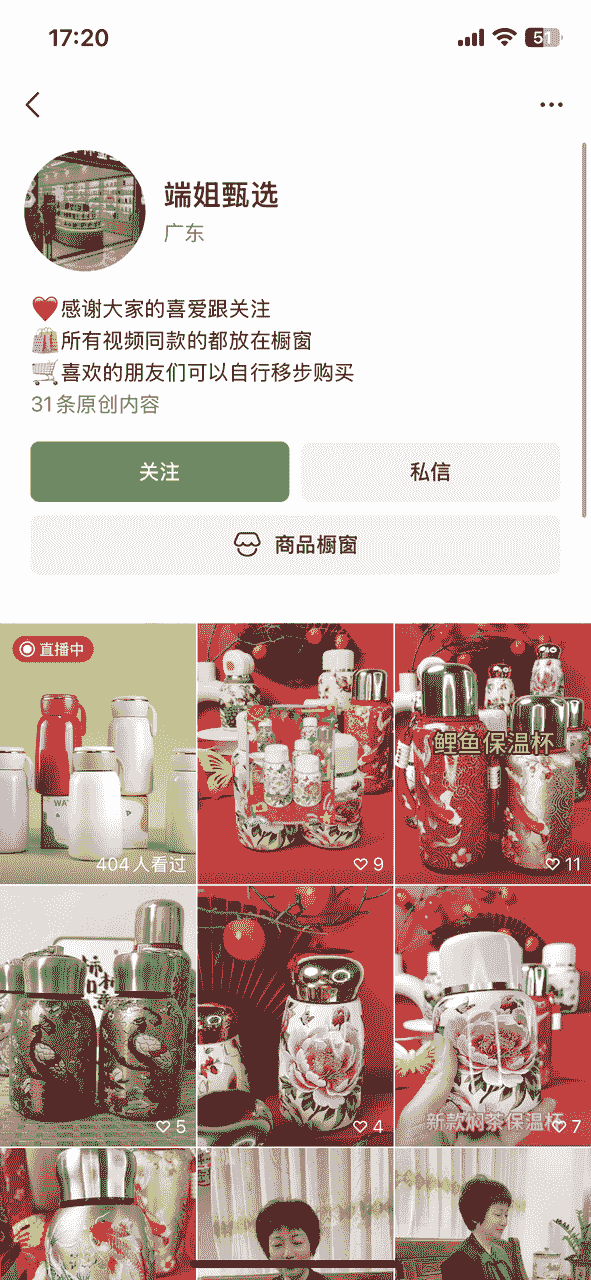 17:20
51
端姐甄选
广东
❤️感谢大家的喜爱跟关注
🛍️所有视频同款的都放在橱窗
🛒喜欢的朋友们可以自行移步购买
31条原创内容
关注
私信
商品橱窗
直播中
鲤鱼保温杯
404人看过
9
11
5
4
新款焖茶保温杯
7